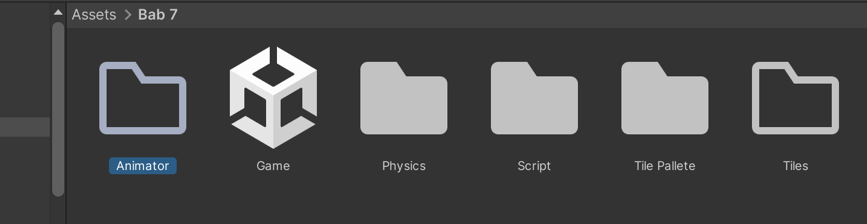 Assets > Bab 7
Animator Game Physics Script Tile Pallete Tiles